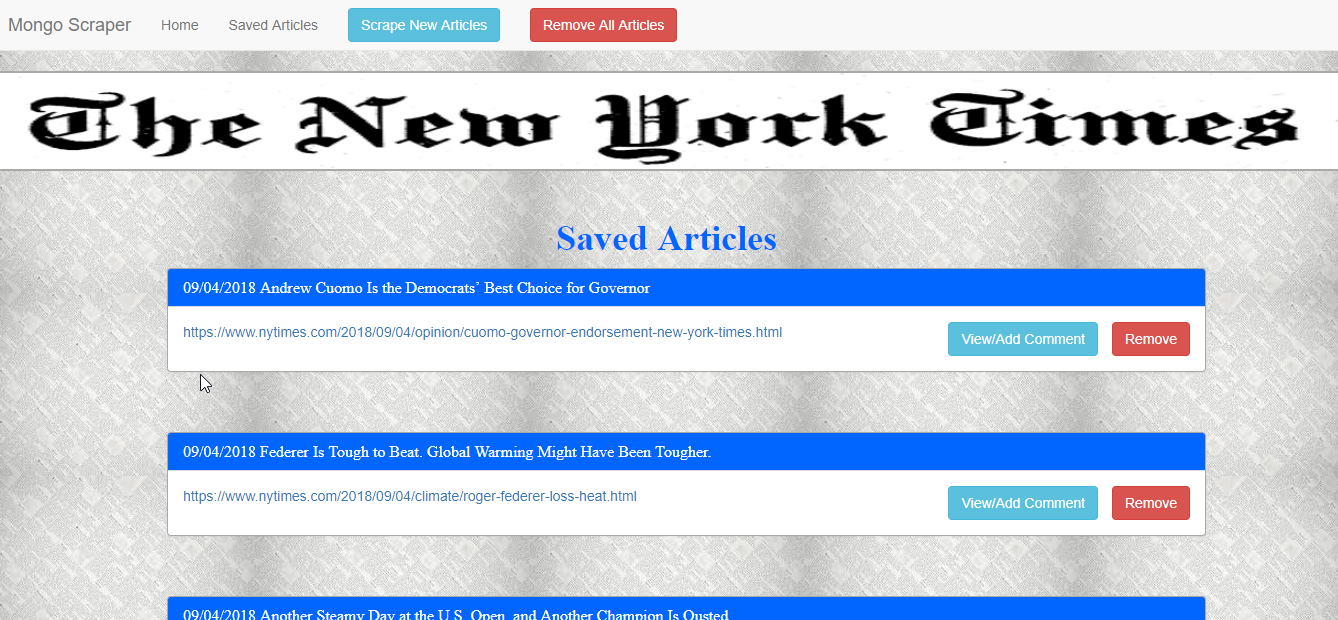 Mongo Scraper Home Saved Articles Scrape New Articles Remove All Articles
The New York Times
Saved Articles
09/04/2018 Andrew Cuomo Is the Democrats’ Best Choice for Governor
https://www.nytimes.com/2018/09/04/opinion/cuomo-governor-endorsement-new-york-times.html
View/Add Comment Remove
09/04/2018 Federer Is Tough to Beat. Global Warming Might Have Been Tougher.
https://www.nytimes.com/2018/09/04/climate/roger-federer-loss-heat.html
View/Add Comment Remove
09/04/2018 Another Steamy Day at the U.S. Open, and Another Champion Is Ousted